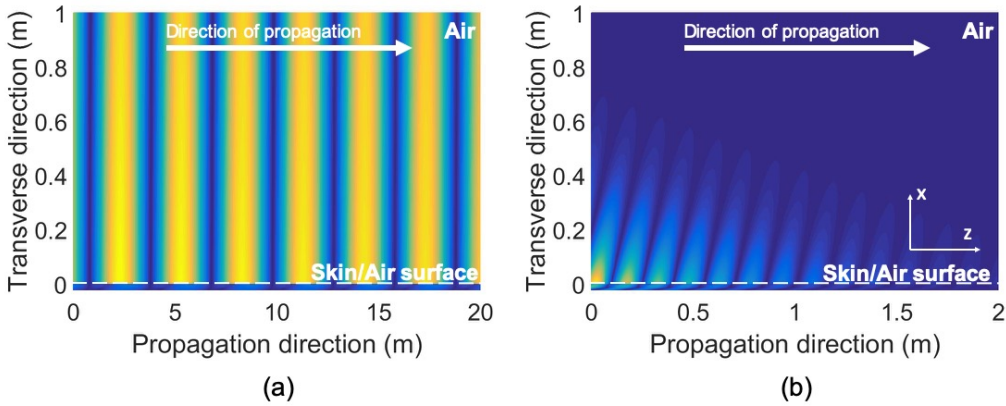 Transverse direction (m)
1
0.8
0.6
0.4
0.2
0
Direction of propagation
Air
Skin/Air surface
0 5 10 15 20
Propagation direction (m)
(a)
Transverse direction (m)
1
0.8
0.6
0.4
0.2
0
Direction of propagation
Air
x
z
Skin/Air surface
0 0.5 1 1.5 2
Propagation direction (m)
(b)